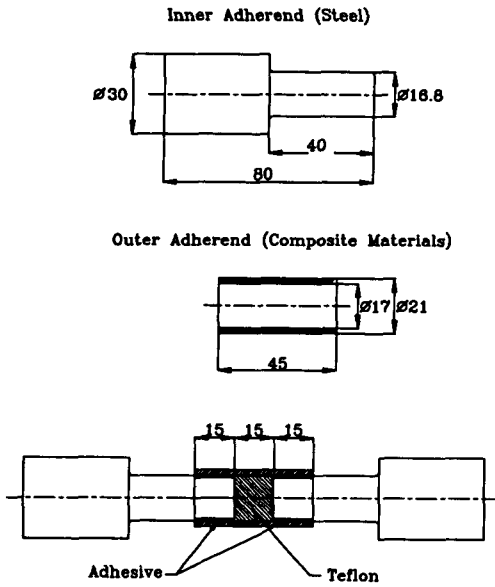 Inner Adherend (Steel)
Ø30
Ø16.8
40
80
Outer Adherend (Composite Materials)
Ø17
Ø21
45
15 15 15
Adhesive
Teflon